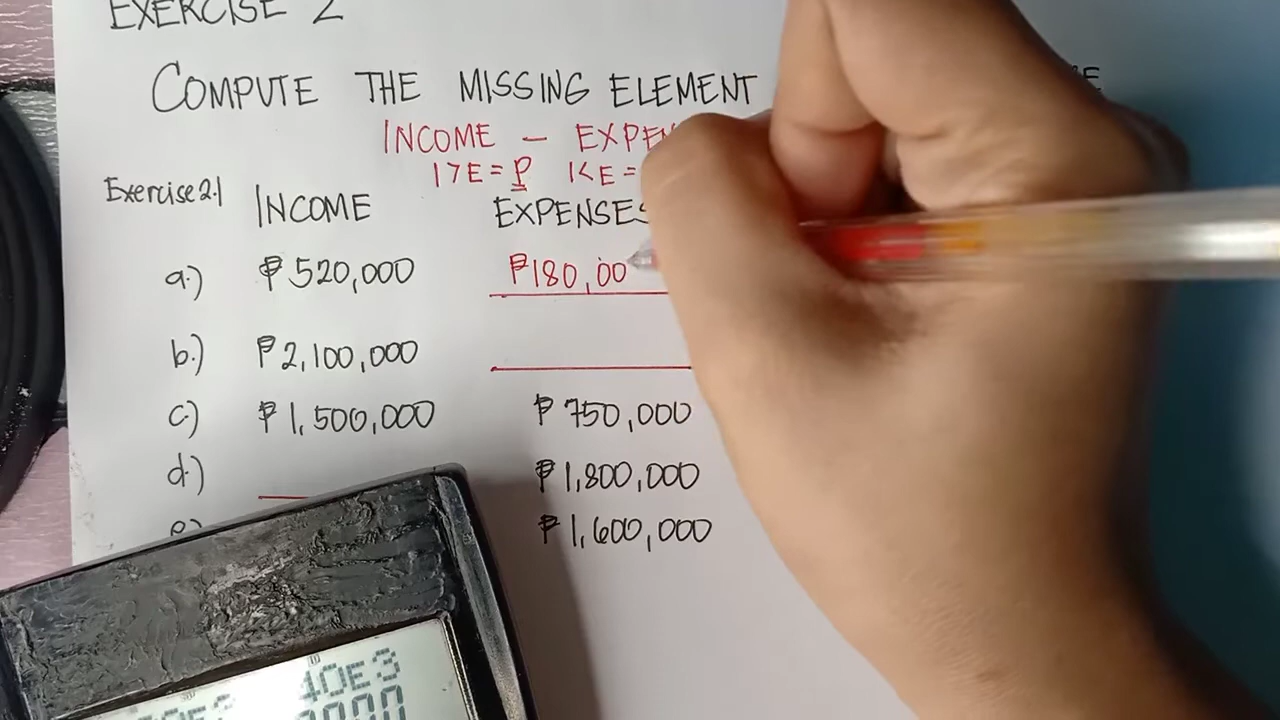 EXERCISE 2
COMPUTE THE MISSING ELEMENT
INCOME — EXPEN
I>E=P I<E=
Exercise 2.1 INCOME EXPENSES
a.) ₱520,000 ₱180,00
b.) ₱2,100,000
c) ₱1,500,000 ₱750,000
d.) ₱1,800,000
e) ₱1,600,000
40E3